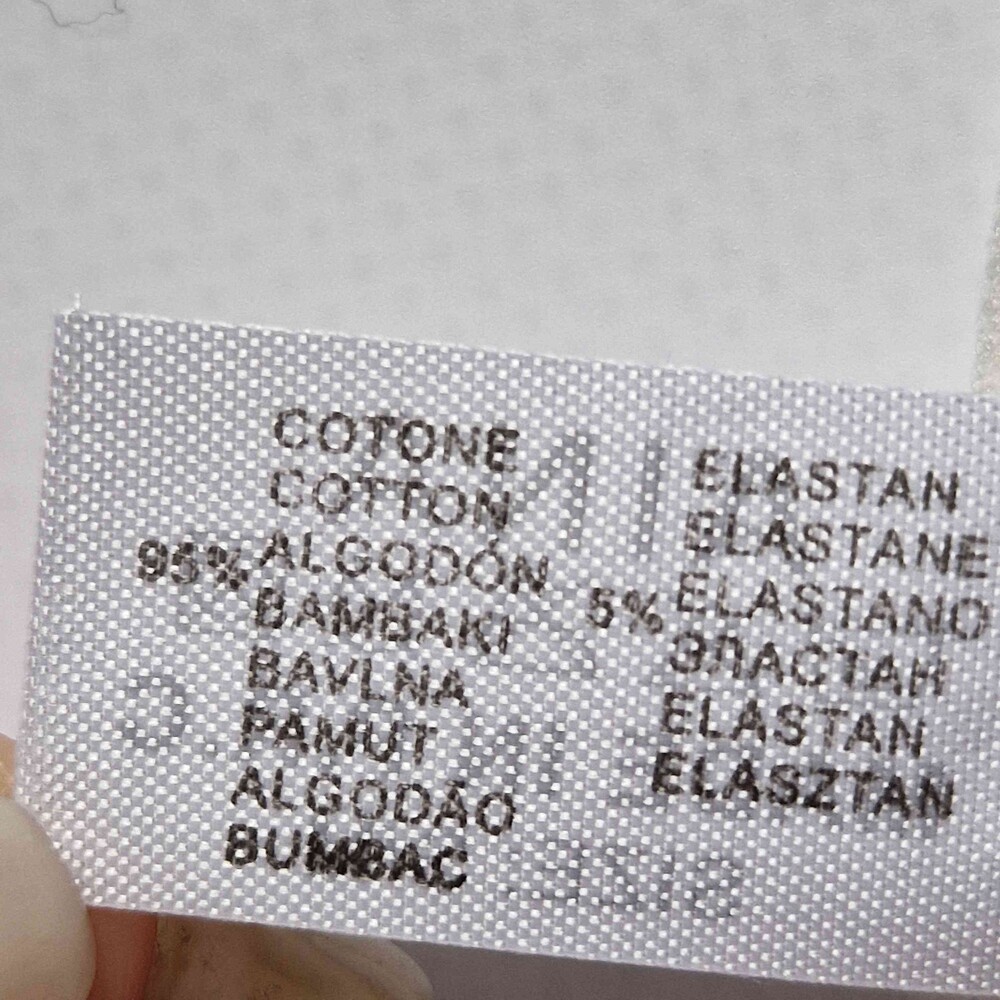 COTONE
COTTON
95% ALGODÓN
BAMBAKI
BAVLNA
PAMUT
ALGODÃO
BUMBAC
ELASTAN
ELASTANE
5% ELASTANO
ЭЛАСТАН
ELASTAN
ELASZTAN